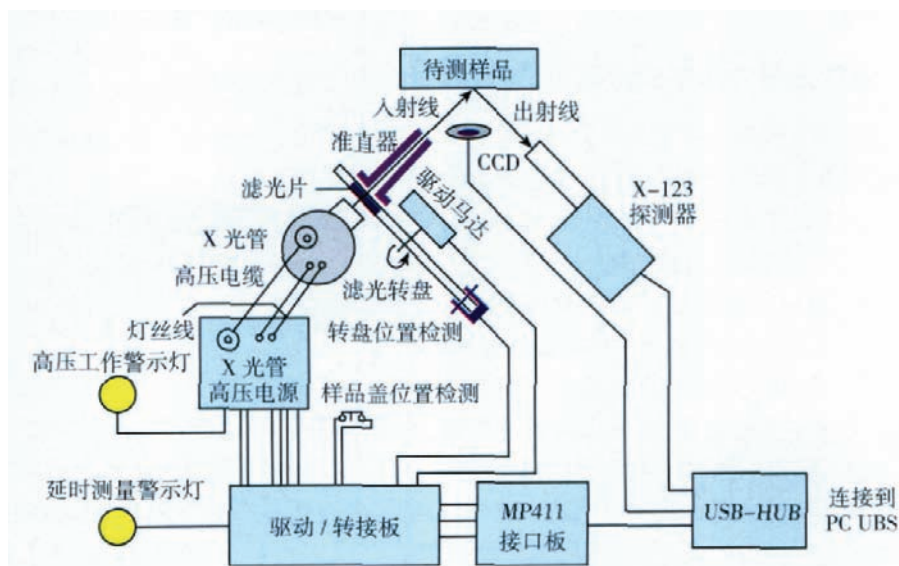 待测样品
入射线
出射线
准直器
CCD
滤光片
驱动马达
X-123
探测器
X 光管
高压电缆
滤光转盘
灯丝线
转盘位置检测
高压工作警示灯
X 光管
高压电源
样品盖位置检测
延时测量警示灯
驱动/转接板
MP411
接口板
USB-HUB
连接到
PC UBS